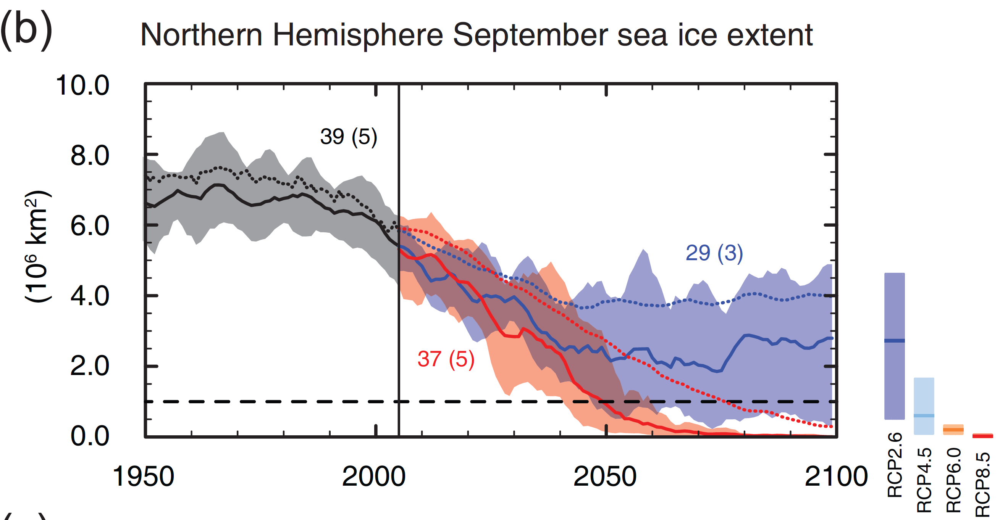 (b)
Northern Hemisphere September sea ice extent
10.0
8.0
6.0
4.0
2.0
0.0
(10⁶ km²)
39 (5)
29 (3)
37 (5)
1950
2000
2050
2100
RCP2.6
RCP4.5
RCP6.0
RCP8.5